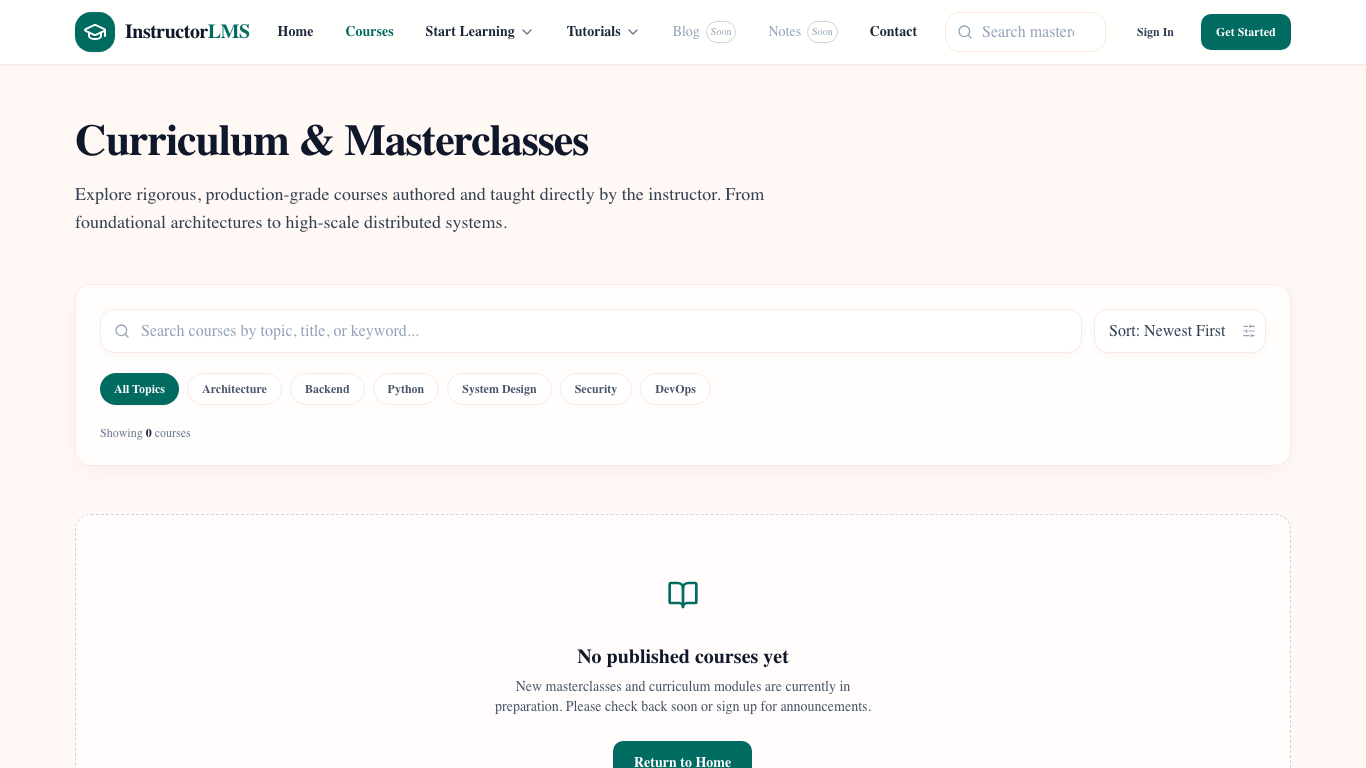 InstructorLMS Home Courses Start Learning Tutorials Blog Soon Notes Soon Contact Search master Sign In Get Started
Curriculum & Masterclasses
Explore rigorous, production-grade courses authored and taught directly by the instructor. From
foundational architectures to high-scale distributed systems.
Search courses by topic, title, or keyword... Sort: Newest First
All Topics Architecture Backend Python System Design Security DevOps
Showing 0 courses
No published courses yet
New masterclasses and curriculum modules are currently in
preparation. Please check back soon or sign up for announcements.
Return to Home